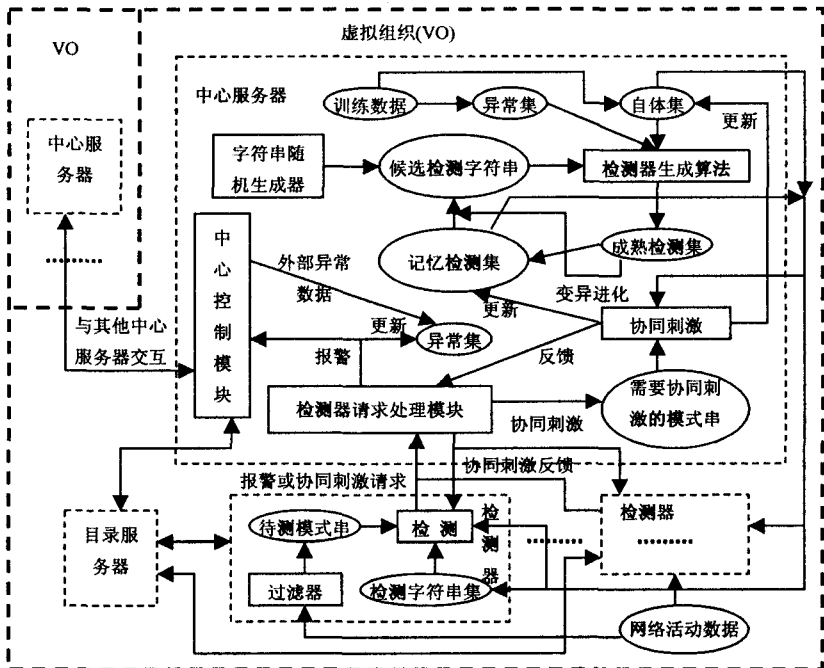 虚拟组织(VO)
VO
中心服务器
训练数据
异常集
自体集
更新
中心服
务器
字符串随
机生成器
候选检测字符串
检测器生成算法
中
心
控
制
模
块
外部异常
数据
记忆检测集
成熟检测集
变异进化
更新
协同刺激
与其他中心
服务器交互
更新
异常集
报警
反馈
检测器请求处理模块
协同刺激
需要协同刺
激的模式串
报警或协同刺激请求
协同刺激反馈
目录服
务器
待测模式串
检 测
检
测
器
检测器
过滤器
检测字符串集
网络活动数据